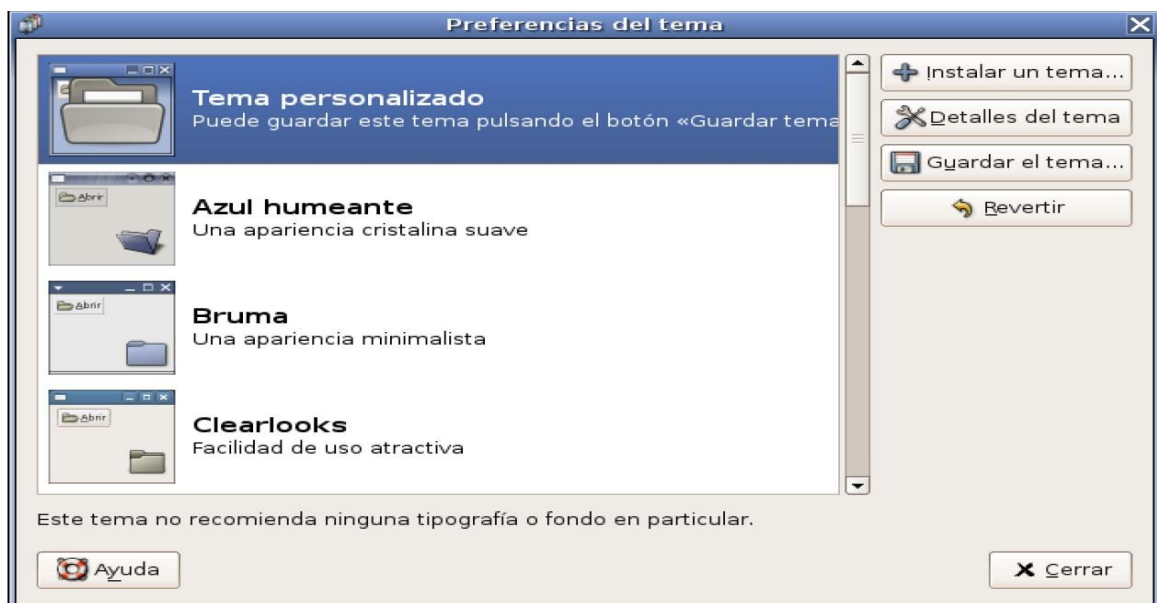 Preferencias del tema
Tema personalizado
Puede guardar este tema pulsando el botón «Guardar tema
Abrir
Azul humeante
Una apariencia cristalina suave
Abrir
Bruma
Una apariencia minimalista
Abrir
Clearlooks
Facilidad de uso atractiva
Instalar un tema...
Detalles del tema
Guardar el tema...
Revertir
Este tema no recomienda ninguna tipografía o fondo en particular.
Ayuda
Cerrar